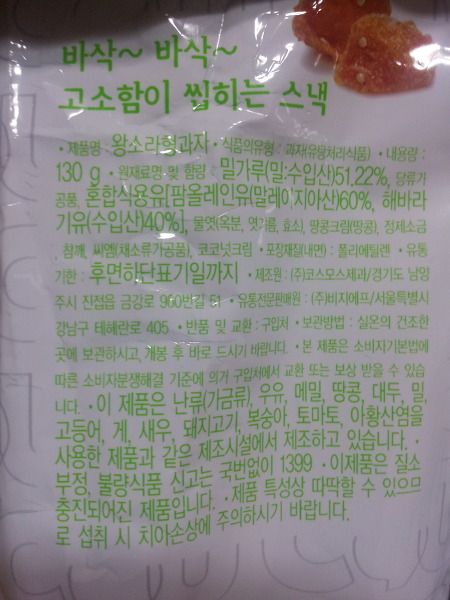 바삭~ 바삭~
고소함이 씹히는 스낵
•제품명 : 왕소라형과자 •식품의유형 : 과자(유탕처리식품) •내용량 :
130 g •원재료명 및 함량 : 밀가루(밀:수입산)51.22%, 당류가
공품, 혼합식용유[팜올레인유(말레이지아산)60%, 해바라
기유(수입산)40%], 물엿(옥분, 엿기름, 효소), 땅콩크림(땅콩), 정제소금
, 참깨, 씨엠(채소류가공품), 코코넛크림 •포장재질(내면) : 폴리에틸렌 •유통
기한 : 후면하단표기일까지 •제조원 : (주)코스모스제과/경기도 남양
주시 진접읍 금강로 900번길 •유통전문판매원 : (주)비지에프/서울특별시
강남구 테헤란로 405 •반품 및 교환 : 구입처 •보관방법 : 실온의 건조한
곳에 보관하시고, 개봉 후 바로 드시기 바랍니다. •본 제품은 소비자기본법에
따른 소비자분쟁해결 기준에 의거 구입처에서 교환 또는 보상 받을 수 있습
니다. •이 제품은 난류(가금류), 우유, 메밀, 땅콩, 대두, 밀,
고등어, 게, 새우, 돼지고기, 복숭아, 토마토, 아황산염을
사용한 제품과 같은 제조시설에서 제조하고 있습니다. •
부정, 불량식품 신고는 국번없이 1399 •이제품은 질소
충진되어진 제품입니다. •제품 특성상 딱딱할 수 있으므
로 섭취 시 치아손상에 주의하시기 바랍니다.